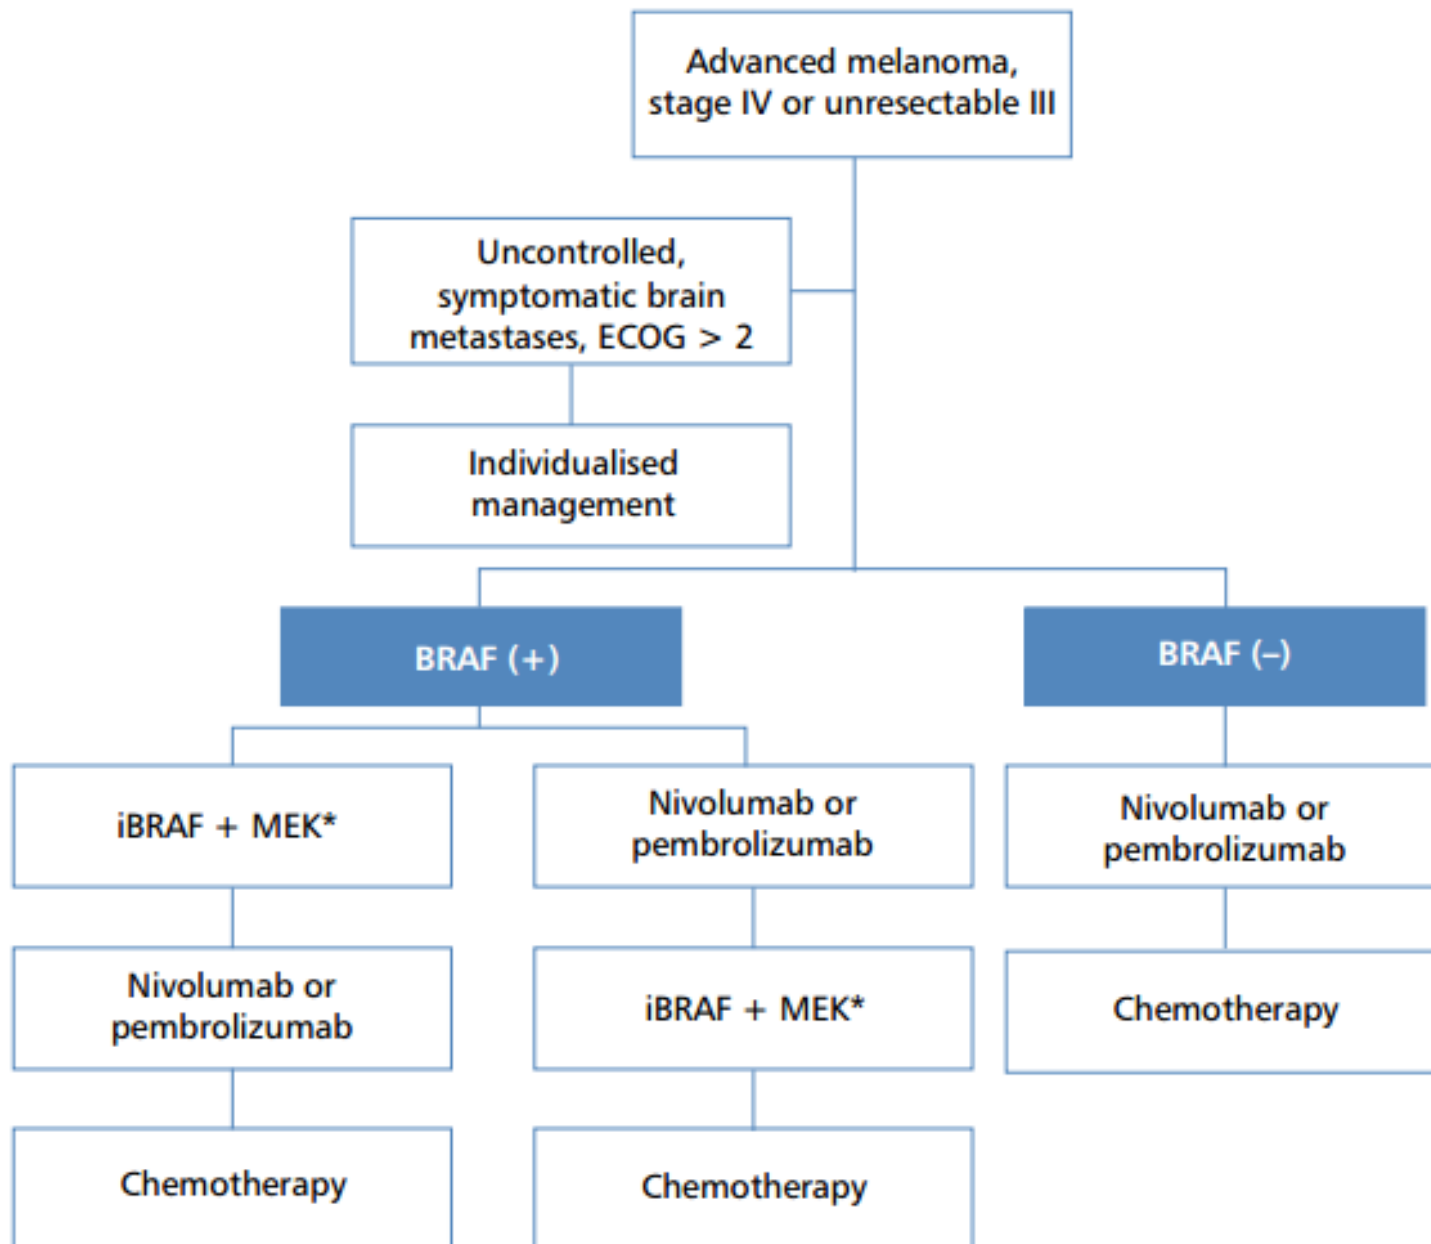 Advanced melanoma,
stage IV or unresectable III
Uncontrolled,
symptomatic brain
metastases, ECOG > 2
Individualised
management
BRAF (+)
BRAF (–)
iBRAF + MEK*
Nivolumab or
pembrolizumab
Nivolumab or
pembrolizumab
Nivolumab or
pembrolizumab
iBRAF + MEK*
Chemotherapy
Chemotherapy
Chemotherapy